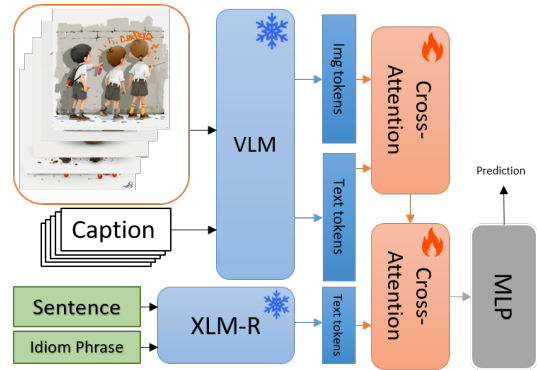 VLM
Img tokens
Cross-
Attention
Caption
Text tokens
Prediction
Sentence
Idiom Phrase
XLM-R
Text tokens
Cross-
Attention
MLP